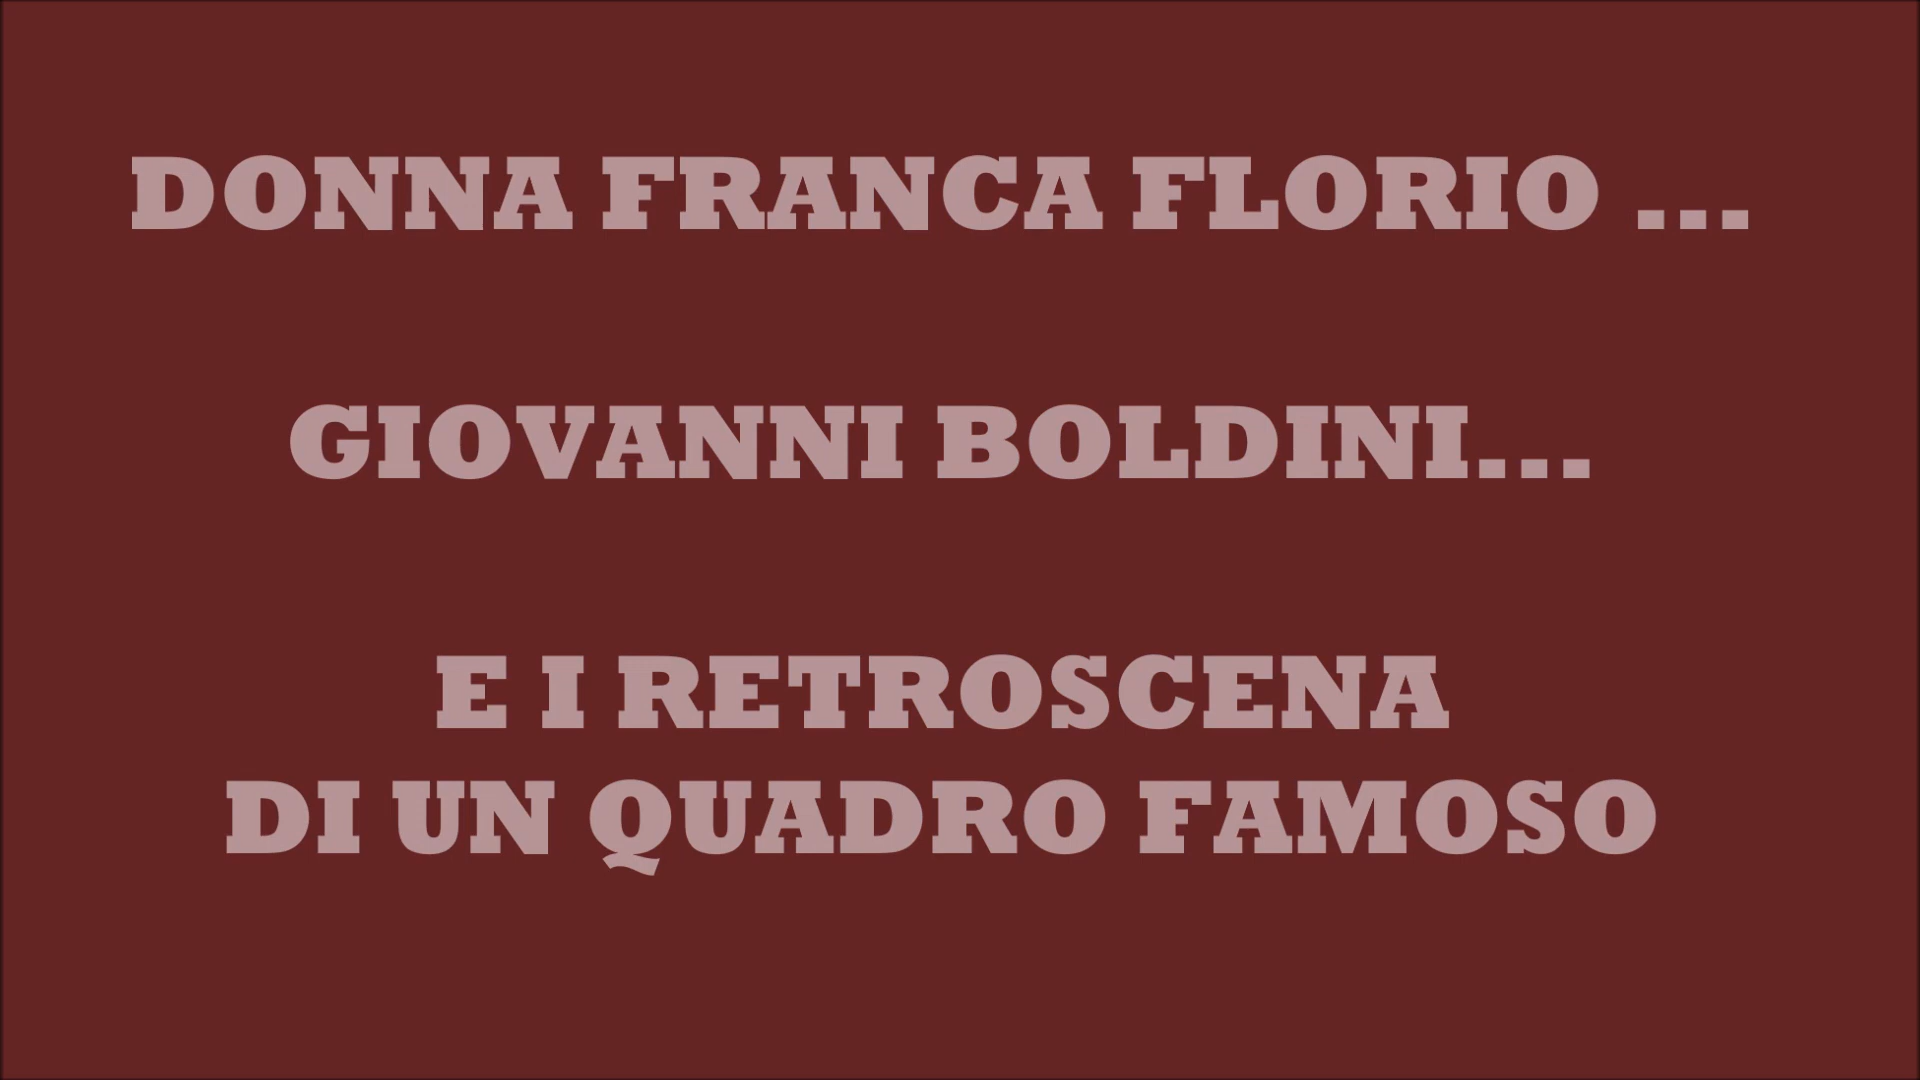 DONNA FRANCA FLORIO ...
GIOVANNI BOLDINI...
E I RETROSCENA
DI UN QUADRO FAMOSO